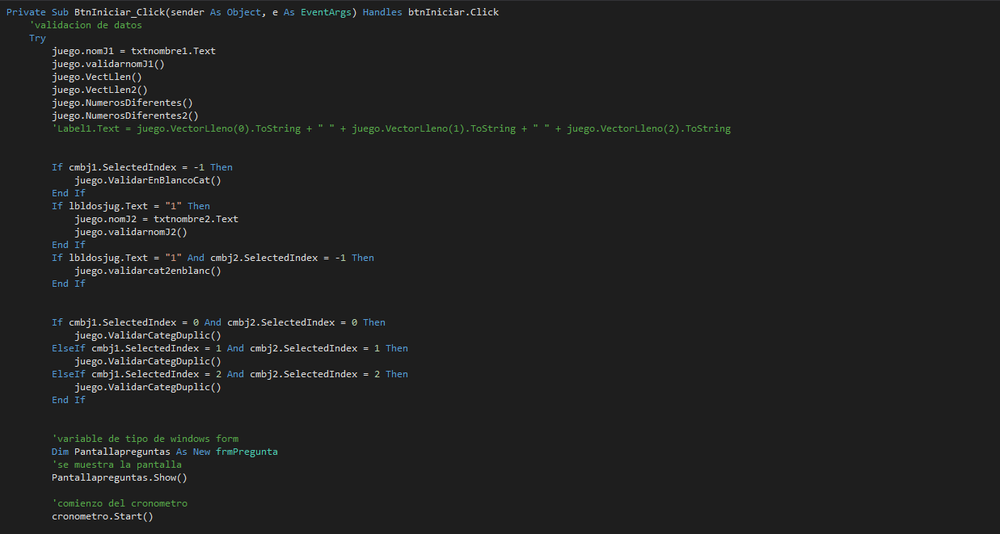 Private Sub BtnIniciar_Click(sender As Object, e As EventArgs) Handles btnIniciar.Click
'validacion de datos
Try
juego.nomJ1 = txtnombre1.Text
juego.validarnomJ1()
juego.VectLlen()
juego.VectLlen2()
juego.NumerosDiferentes()
juego.NumerosDiferentes2()
'Label1.Text = juego.VectorLleno(0).ToString + " " + juego.VectorLleno(1).ToString + " " + juego.VectorLleno(2).ToString
If cmbj1.SelectedIndex = -1 Then
juego.ValidarEnBlancoCat()
End If
If lbldosjug.Text = "1" Then
juego.nomJ2 = txtnombre2.Text
juego.validarnomJ2()
End If
If lbldosjug.Text = "1" And cmbj2.SelectedIndex = -1 Then
juego.validarcat2enblanc()
End If
If cmbj1.SelectedIndex = 0 And cmbj2.SelectedIndex = 0 Then
juego.ValidarCategDuplic()
ElseIf cmbj1.SelectedIndex = 1 And cmbj2.SelectedIndex = 1 Then
juego.ValidarCategDuplic()
ElseIf cmbj1.SelectedIndex = 2 And cmbj2.SelectedIndex = 2 Then
juego.ValidarCategDuplic()
End If
'variable de tipo de windows form
Dim Pantallapreguntas As New frmPregunta
'se muestra la pantalla
Pantallapreguntas.Show()
'comienzo del cronometro
cronometro.Start()